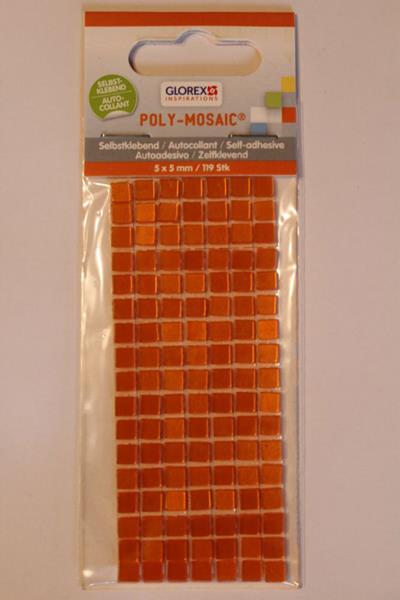 SELBST-
KLEBEND
AUTO-
COLLANT
GLOREX
INSPIRATIONS
POLY-MOSAIC®
Selbstklebend / Autocollant / Self-adhesive
Autoadesivo / Zelfklevend
5 x 5 mm / 119 Stk